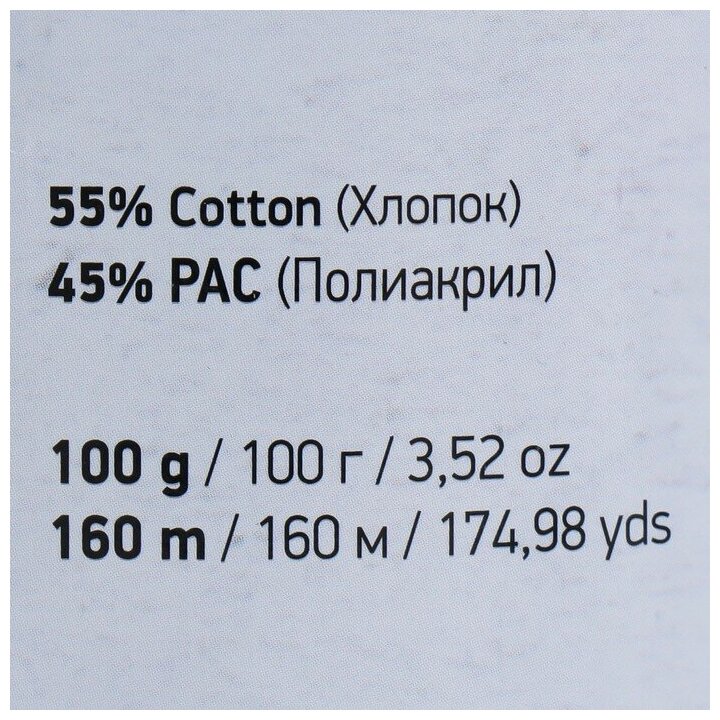 55% Cotton (Хлопок)
45% PAC (Полиакрил)
100 g / 100 г / 3,52 oz
160 m / 160 м / 174,98 yds